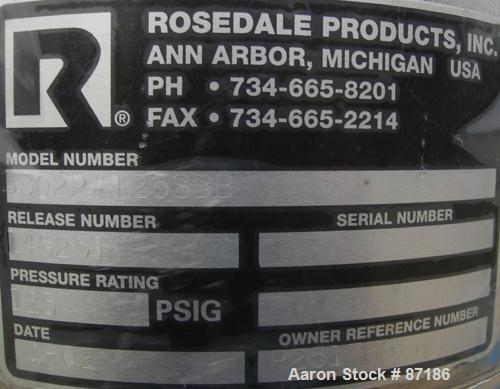 R ®
ROSEDALE PRODUCTS, INC.
ANN ARBOR, MICHIGAN USA
PH • 734-665-8201
FAX • 734-665-2214
MODEL NUMBER
RELEASE NUMBER
SERIAL NUMBER
PRESSURE RATING
125 PSIG
DATE
OWNER REFERENCE NUMBER
Aaron Stock # 87186